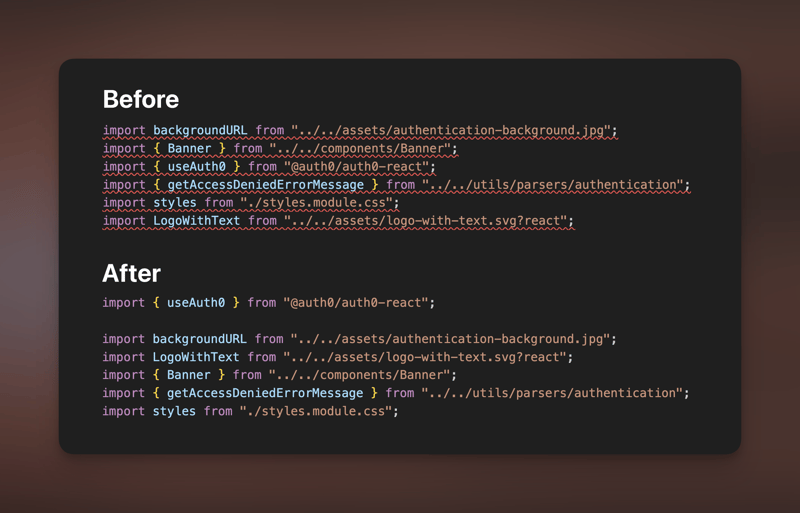 Before
import backgroundURL from "../../assets/authentication-background.jpg";
import { Banner } from "../../components/Banner";
import { useAuth0 } from "@auth0/auth0-react";
import { getAccessDeniedErrorMessage } from "../../utils/parsers/authentication";
import styles from "./styles.module.css";
import LogoWithText from "../../assets/logo-with-text.svg?react";
After
import { useAuth0 } from "@auth0/auth0-react";
import backgroundURL from "../../assets/authentication-background.jpg";
import LogoWithText from "../../assets/logo-with-text.svg?react";
import { Banner } from "../../components/Banner";
import { getAccessDeniedErrorMessage } from "../../utils/parsers/authentication";
import styles from "./styles.module.css";